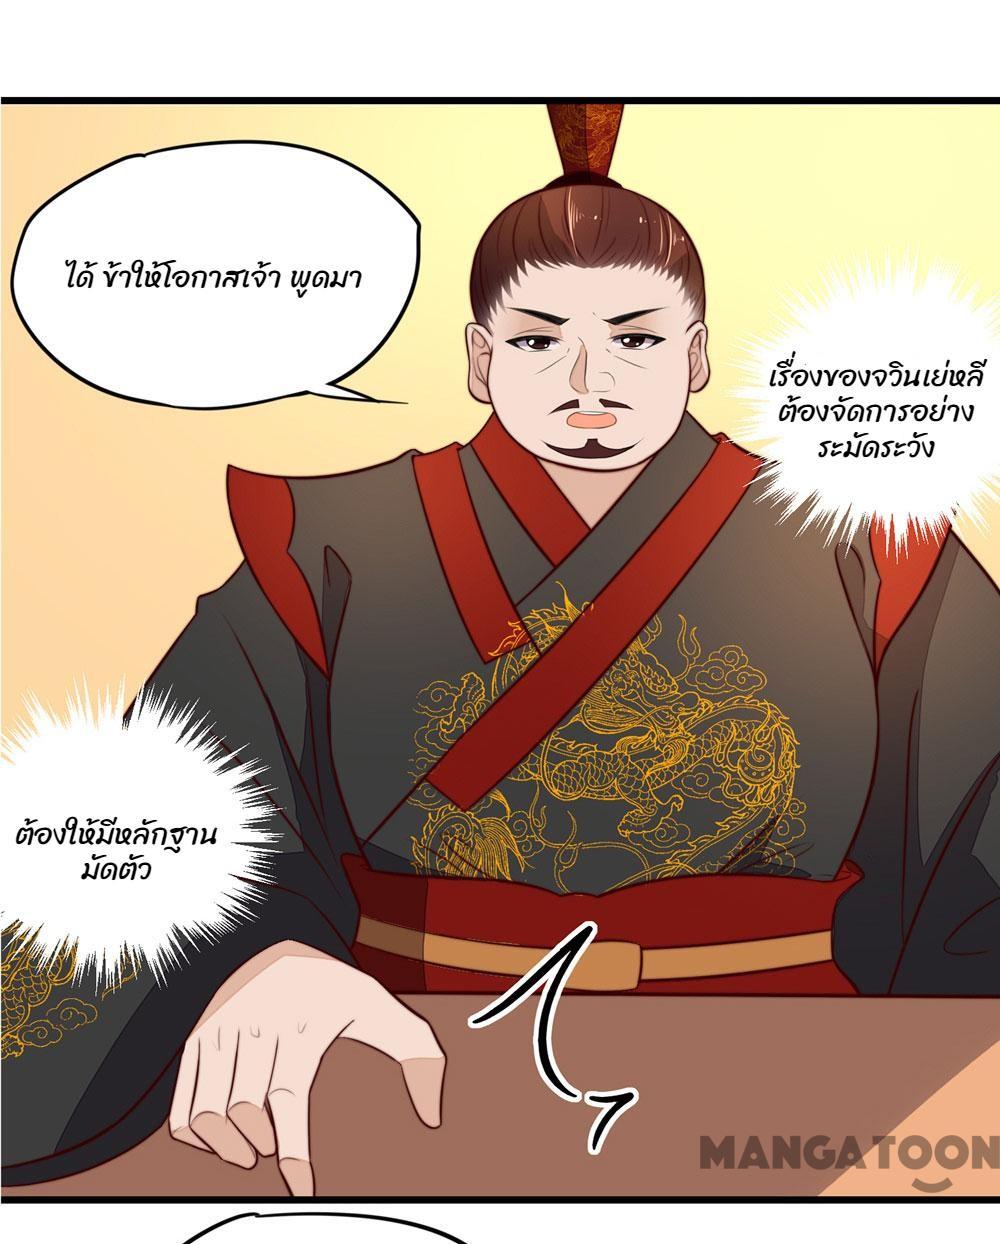 ได้ ข้าให้โอกาสเจ้า พูดมา
เรื่องของจวินเย่หลี
ต้องจัดการอย่าง
ระมัดระวัง
ต้องให้มีหลักฐาน
มัดตัว
MANGATOON